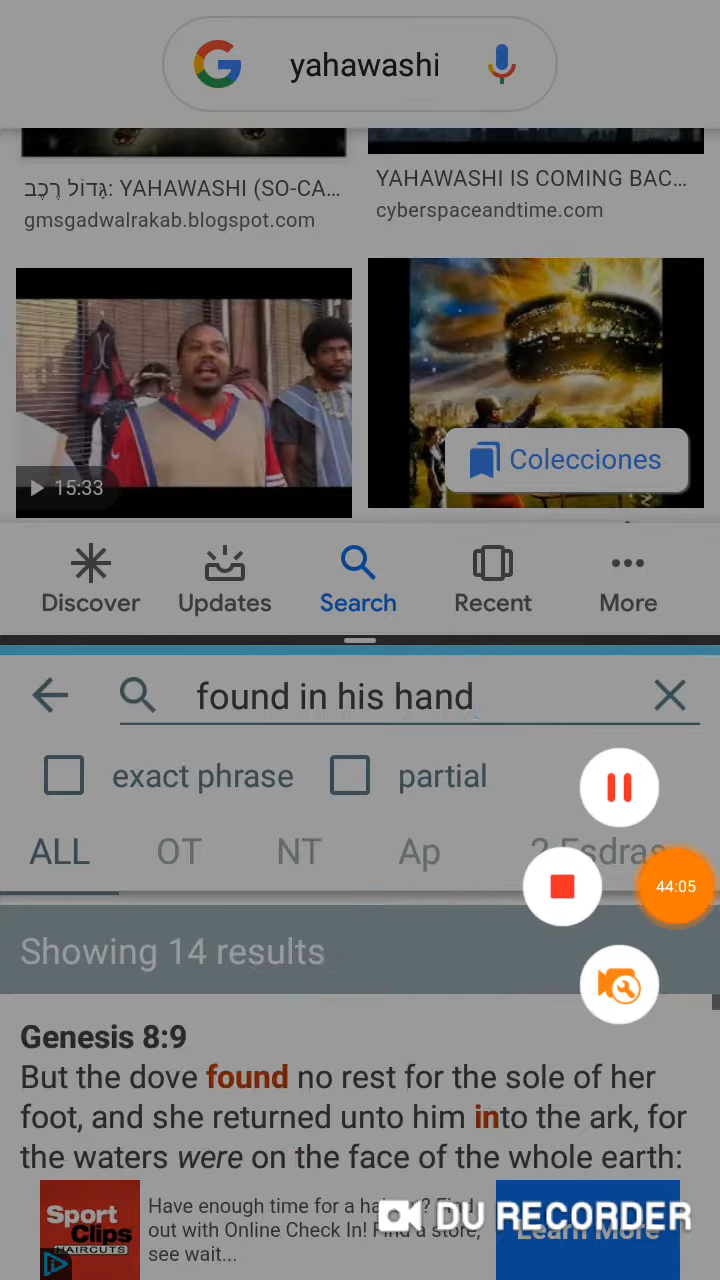 yahawashi
גָּדוֹל רֶכֶב: YAHAWASHI (SO-CA...
gmsgadwalrakab.blogspot.com
YAHAWASHI IS COMING BAC...
cyberspaceandtime.com
15:33
Colecciones
Discover
Updates
Search
Recent
More
found in his hand
exact phrase
partial
ALL
OT
NT
Ap
2 Esdras
44:05
Showing 14 results
Genesis 8:9
But the dove found no rest for the sole of her
foot, and she returned unto him into the ark, for
the waters were on the face of the whole earth:
Sport
Clips
HAIRCUTS
Have enough time for a haircut? Find
out with Online Check In! Find a store,
see wait...
Learn More
DU RECORDER